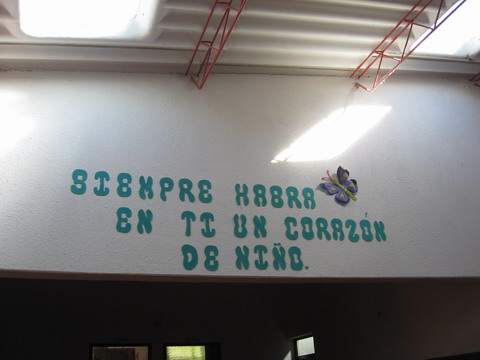 SIEMPRE HABRA
EN TI UN CORAZÓN
DE NIÑO.